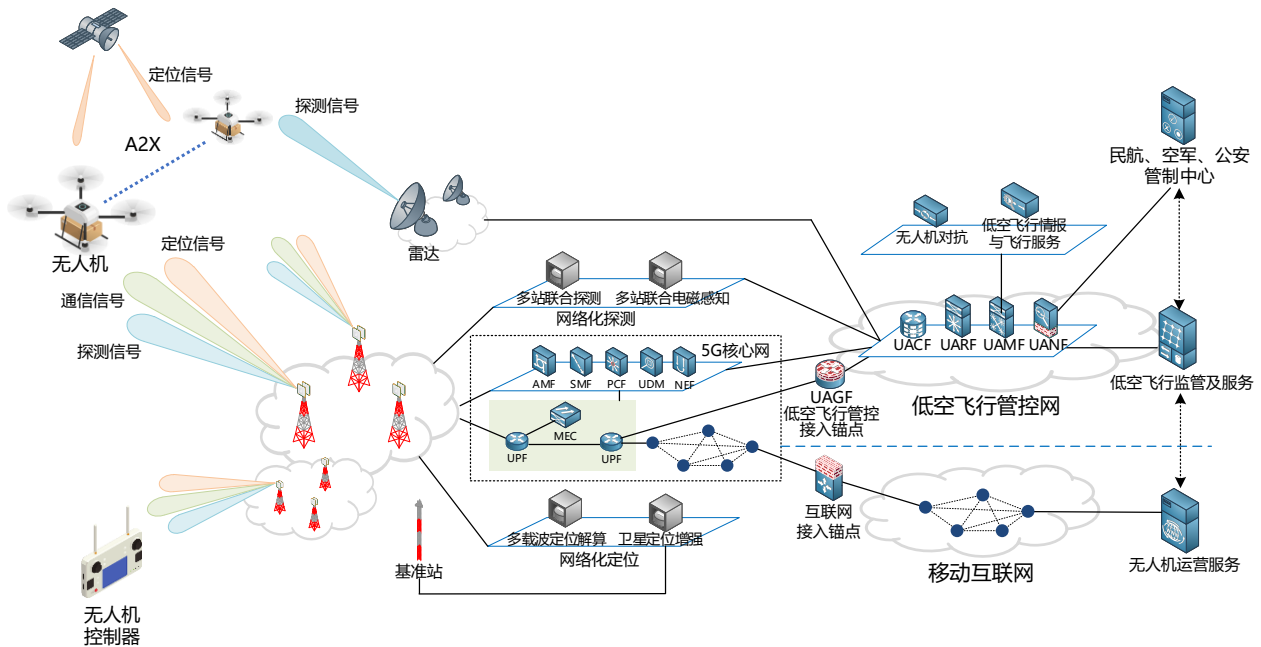 定位信号
A2X
探测信号
无人机
雷达
民航、空军、公安
管制中心
无人机对抗
低空飞行情报
与飞行服务
定位信号
通信信号
探测信号
多站联合探测
多站联合电磁感知
网络化探测
5G核心网
AMF
SMF
PCF
UDM
NEF
MEC
UPF
UPF
UACF
UARF
UAMF
UANF
低空飞行监管及服务
UAGF
低空飞行管控
接入锚点
低空飞行管控网
互联网
接入锚点
移动互联网
无人机运营服务
多载波定位解算
卫星定位增强
网络化定位
基准站
无人机
控制器